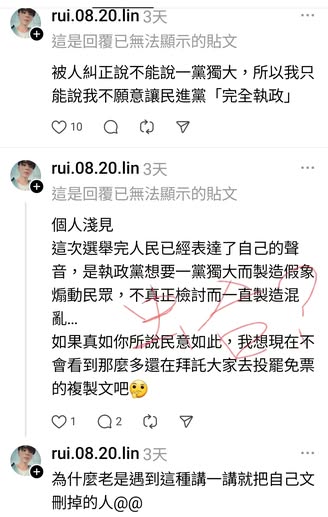 rui.08.20.lin 3天
這是回覆已無法顯示的貼文
被人糾正說不能說一黨獨大，所以我只
能說我不願意讓民進黨「完全執政」
10
rui.08.20.lin 3天
這是回覆已無法顯示的貼文
個人淺見
這次選舉完人民已經表達了自己的聲
音，是執政黨想要一黨獨大而製造假象
煽動民眾，不真正檢討而一直製造混
亂...
如果真如你所說民意如此，我想現在不
會看到那麼多還在拜託大家去投罷免票
的複製文吧🤔
1 2
rui.08.20.lin 3天
為什麼老是遇到這種講一講就把自己文
刪掉的人@@